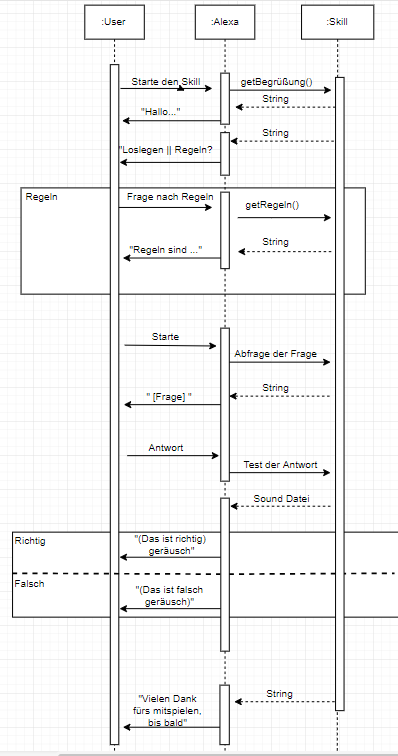 :User
:Alexa
:Skill
Starte den Skill
getBegrüßung()
String
"Hallo..."
String
"Loslegen || Regeln?
Regeln
Frage nach Regeln
getRegeln()
String
"Regeln sind ..."
Starte
Abfrage der Frage
String
" [Frage] "
Antwort
Test der Antwort
Sound Datei
Richtig
"(Das ist richtig)
geräusch"
Falsch
"(Das ist falsch
geräusch)"
String
"Vielen Dank
fürs mitspielen,
bis bald"